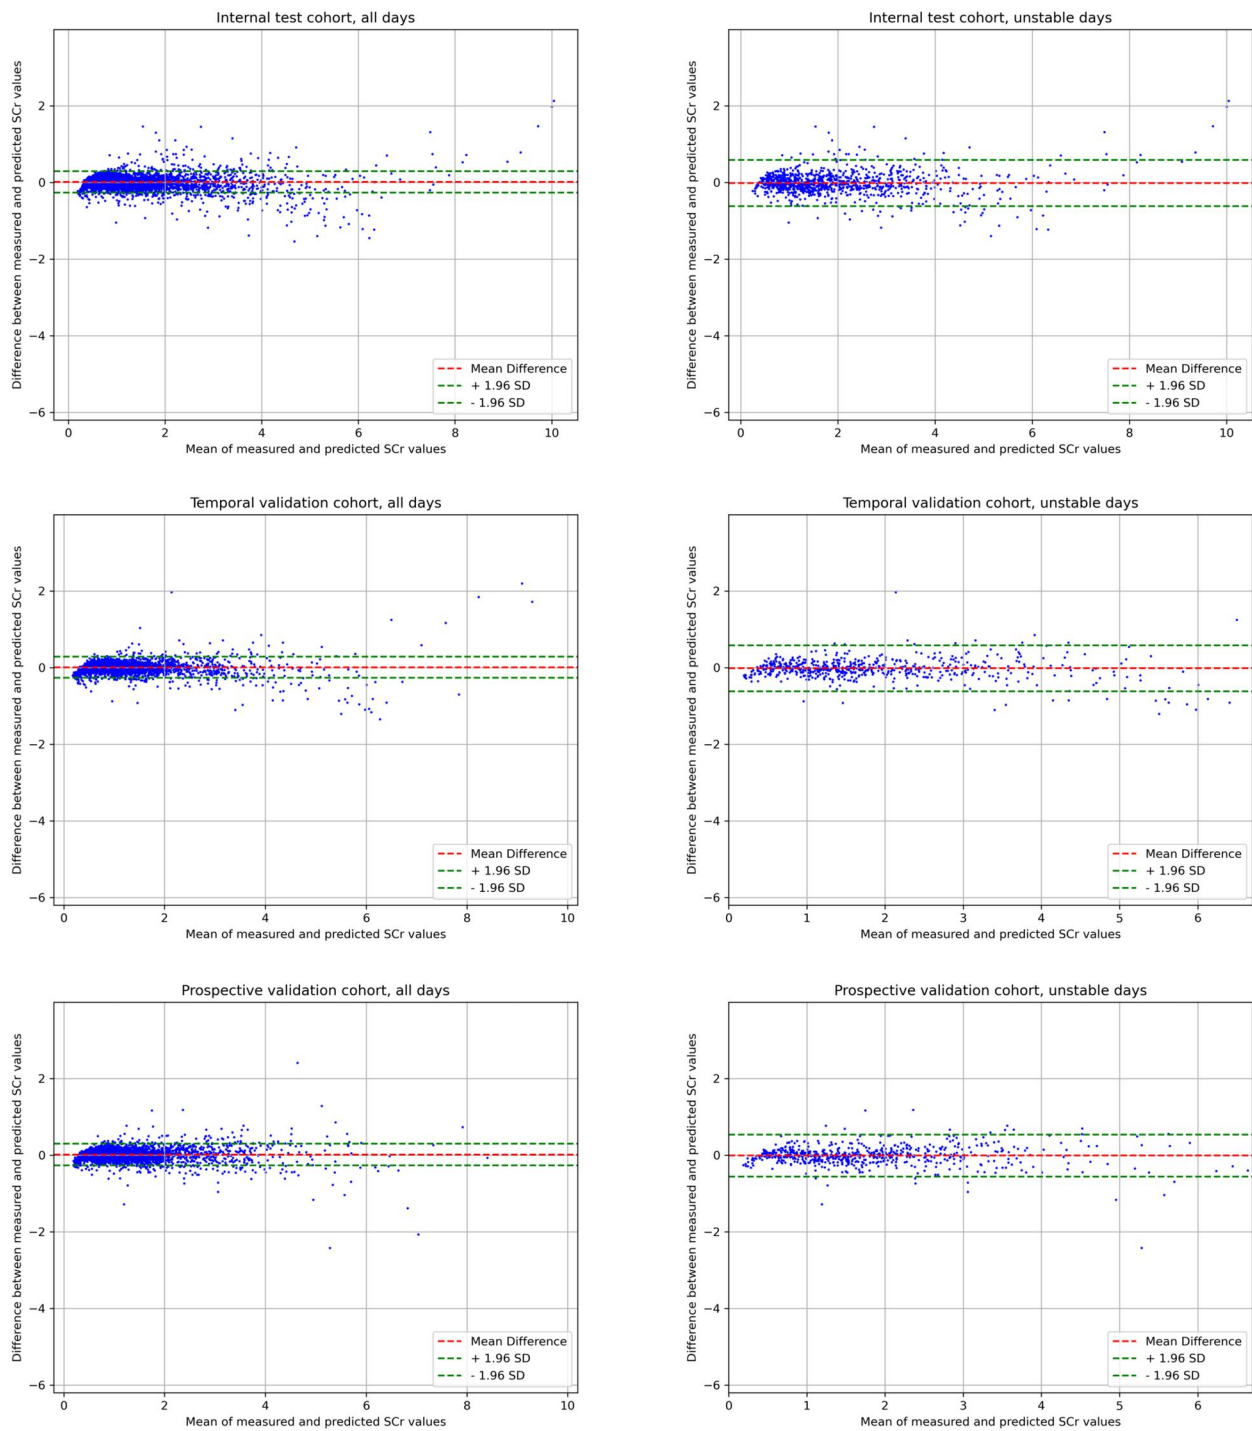 Internal test cohort, all days
Difference between measured and predicted SCr values
2
0
−2
−4
−6
Mean Difference
+ 1.96 SD
- 1.96 SD
0 2 4 6 8 10
Mean of measured and predicted SCr values
Internal test cohort, unstable days
Difference between measured and predicted SCr values
2
0
−2
−4
−6
Mean Difference
+ 1.96 SD
- 1.96 SD
0 2 4 6 8 10
Mean of measured and predicted SCr values
Temporal validation cohort, all days
Difference between measured and predicted SCr values
2
0
−2
−4
−6
Mean Difference
+ 1.96 SD
- 1.96 SD
0 2 4 6 8 10
Mean of measured and predicted SCr values
Temporal validation cohort, unstable days
Difference between measured and predicted SCr values
2
0
−2
−4
−6
Mean Difference
+ 1.96 SD
- 1.96 SD
0 1 2 3 4 5 6
Mean of measured and predicted SCr values
Prospective validation cohort, all days
Difference between measured and predicted SCr values
2
0
−2
−4
−6
Mean Difference
+ 1.96 SD
- 1.96 SD
0 2 4 6 8 10
Mean of measured and predicted SCr values
Prospective validation cohort, unstable days
Difference between measured and predicted SCr values
2
0
−2
−4
−6
Mean Difference
+ 1.96 SD
- 1.96 SD
0 1 2 3 4 5 6
Mean of measured and predicted SCr values